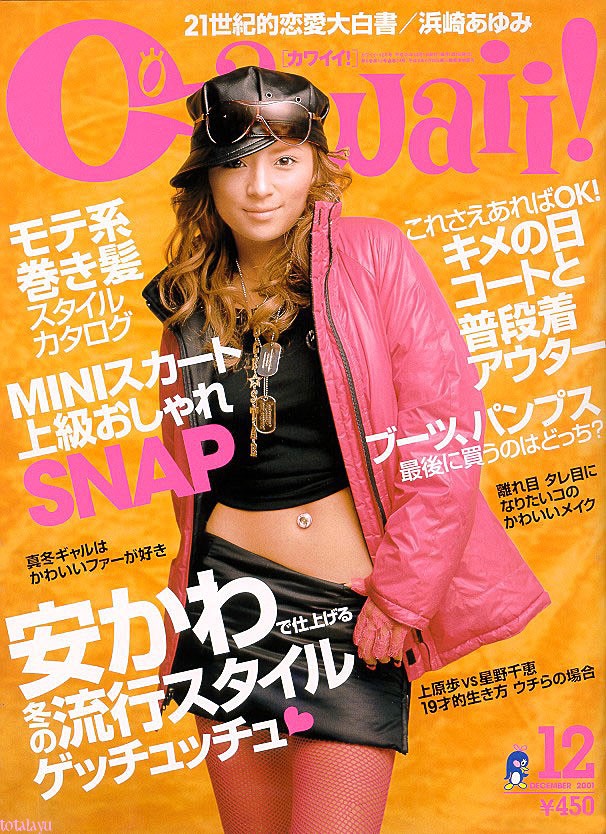 21世紀的恋愛大白書/浜崎あゆみ
Cawaii!
[カワイイ!]
モテ系
巻き髪
スタイル
カタログ
これさえあればOK!
キメの日
コートと
普段着
アウター
MINIスカート
上級おしゃれ
SNAP
ブーツ、パンプス
最後に買うのはどっち?
離れ目 タレ目に
なりたいコの
かわいいメイク
真冬ギャルは
かわいいファーが好き
安かわで仕上げる
冬の流行スタイル
ゲッチュッチュ♥
上原歩vs星野千恵
19才的生き方 ウチらの場合
12
DECEMBER 2001
¥450
totalayu